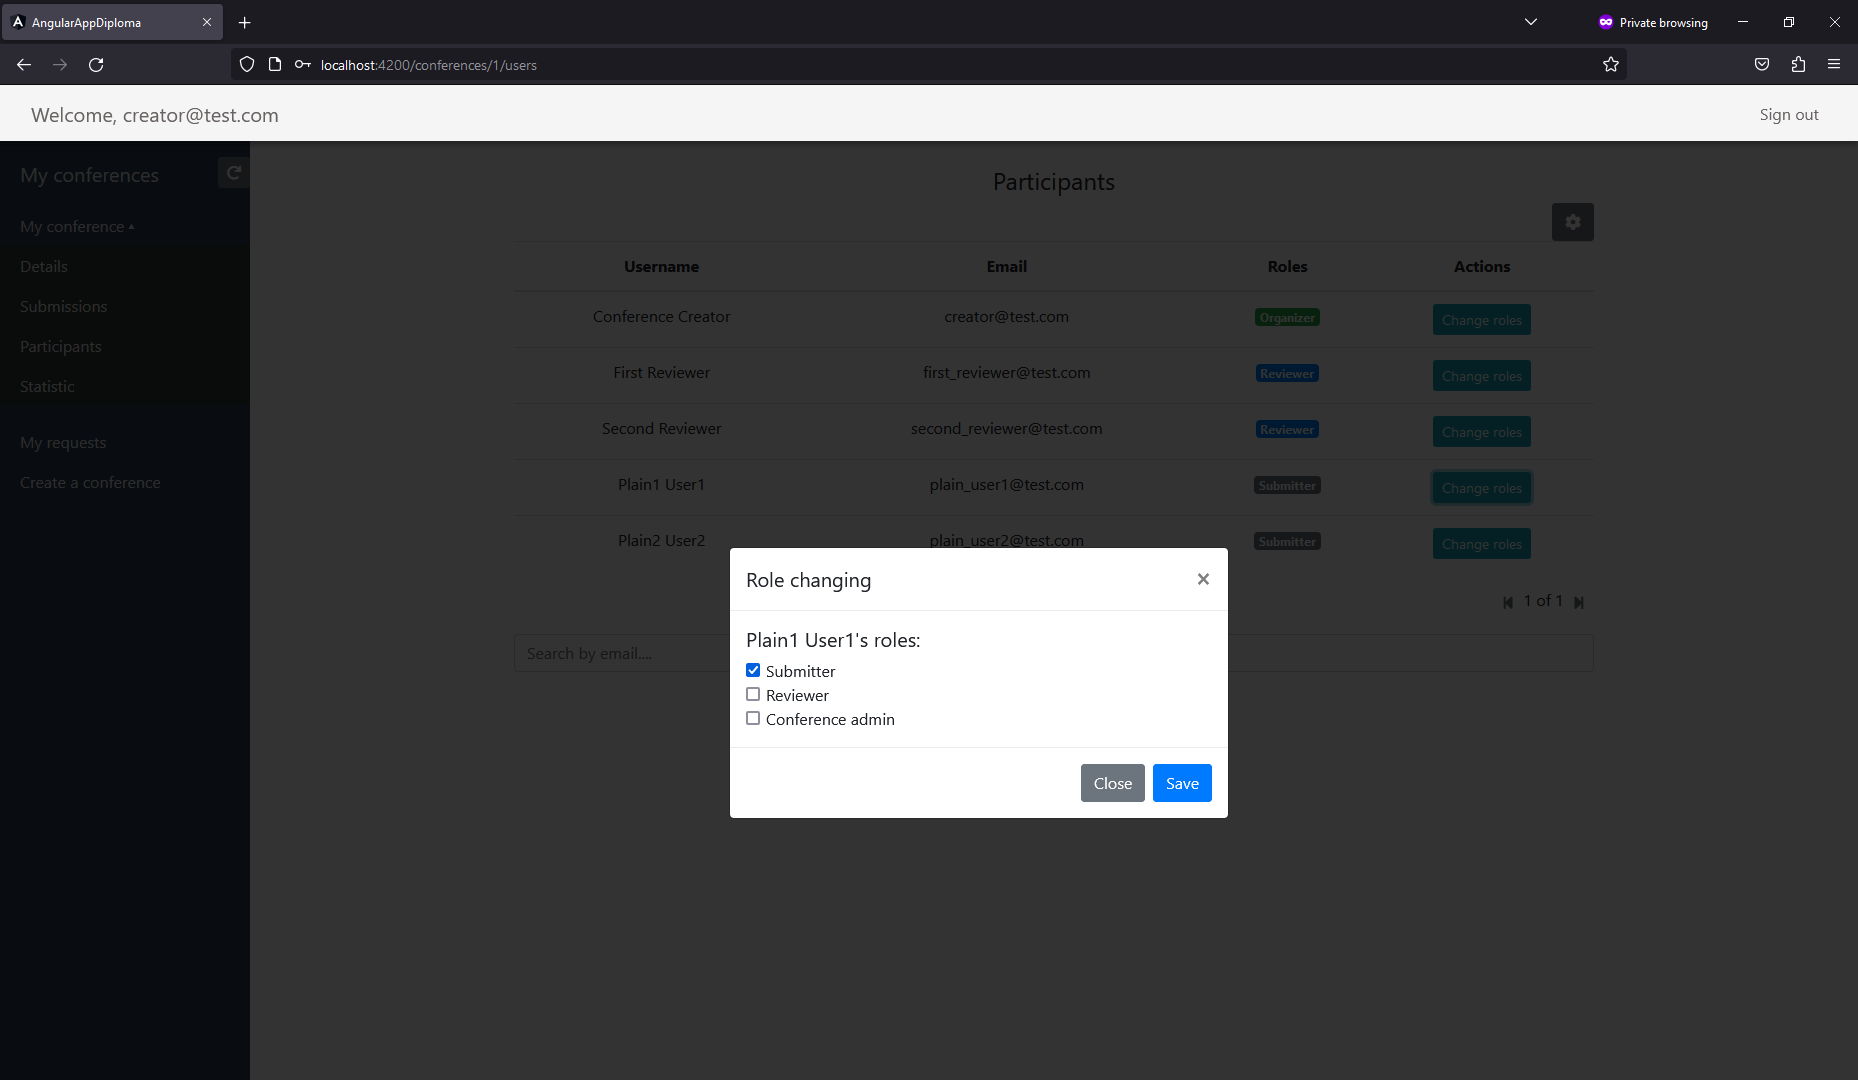 AngularAppDiploma
Private browsing
localhost:4200/conferences/1/users
Welcome, creator@test.com
Sign out
My conferences
My conference
Details
Submissions
Participants
Statistic
My requests
Create a conference
Participants
Username Email Roles Actions
Conference Creator creator@test.com Organizer Change roles
First Reviewer first_reviewer@test.com Reviewer Change roles
Second Reviewer second_reviewer@test.com Reviewer Change roles
Plain1 User1 plain_user1@test.com Submitter Change roles
Plain2 User2 plain_user2@test.com Submitter Change roles
1 of 1
Search by email....
Role changing
Plain1 User1's roles:
Submitter
Reviewer
Conference admin
Close Save